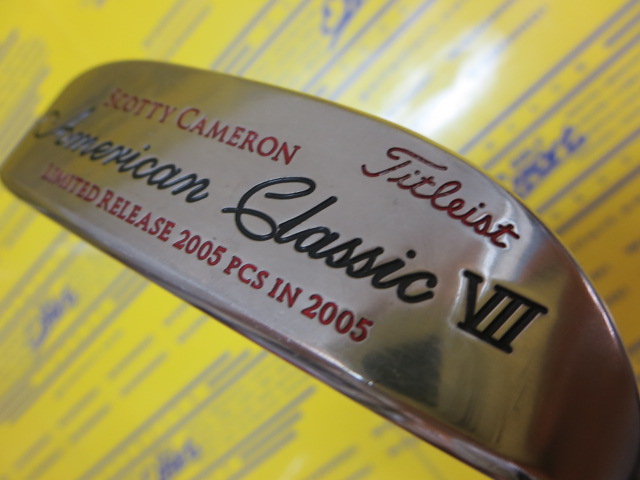 SCOTTY CAMERON
Titleist
American Classic VIII
LIMITED RELEASE 2005 PCS IN 2005